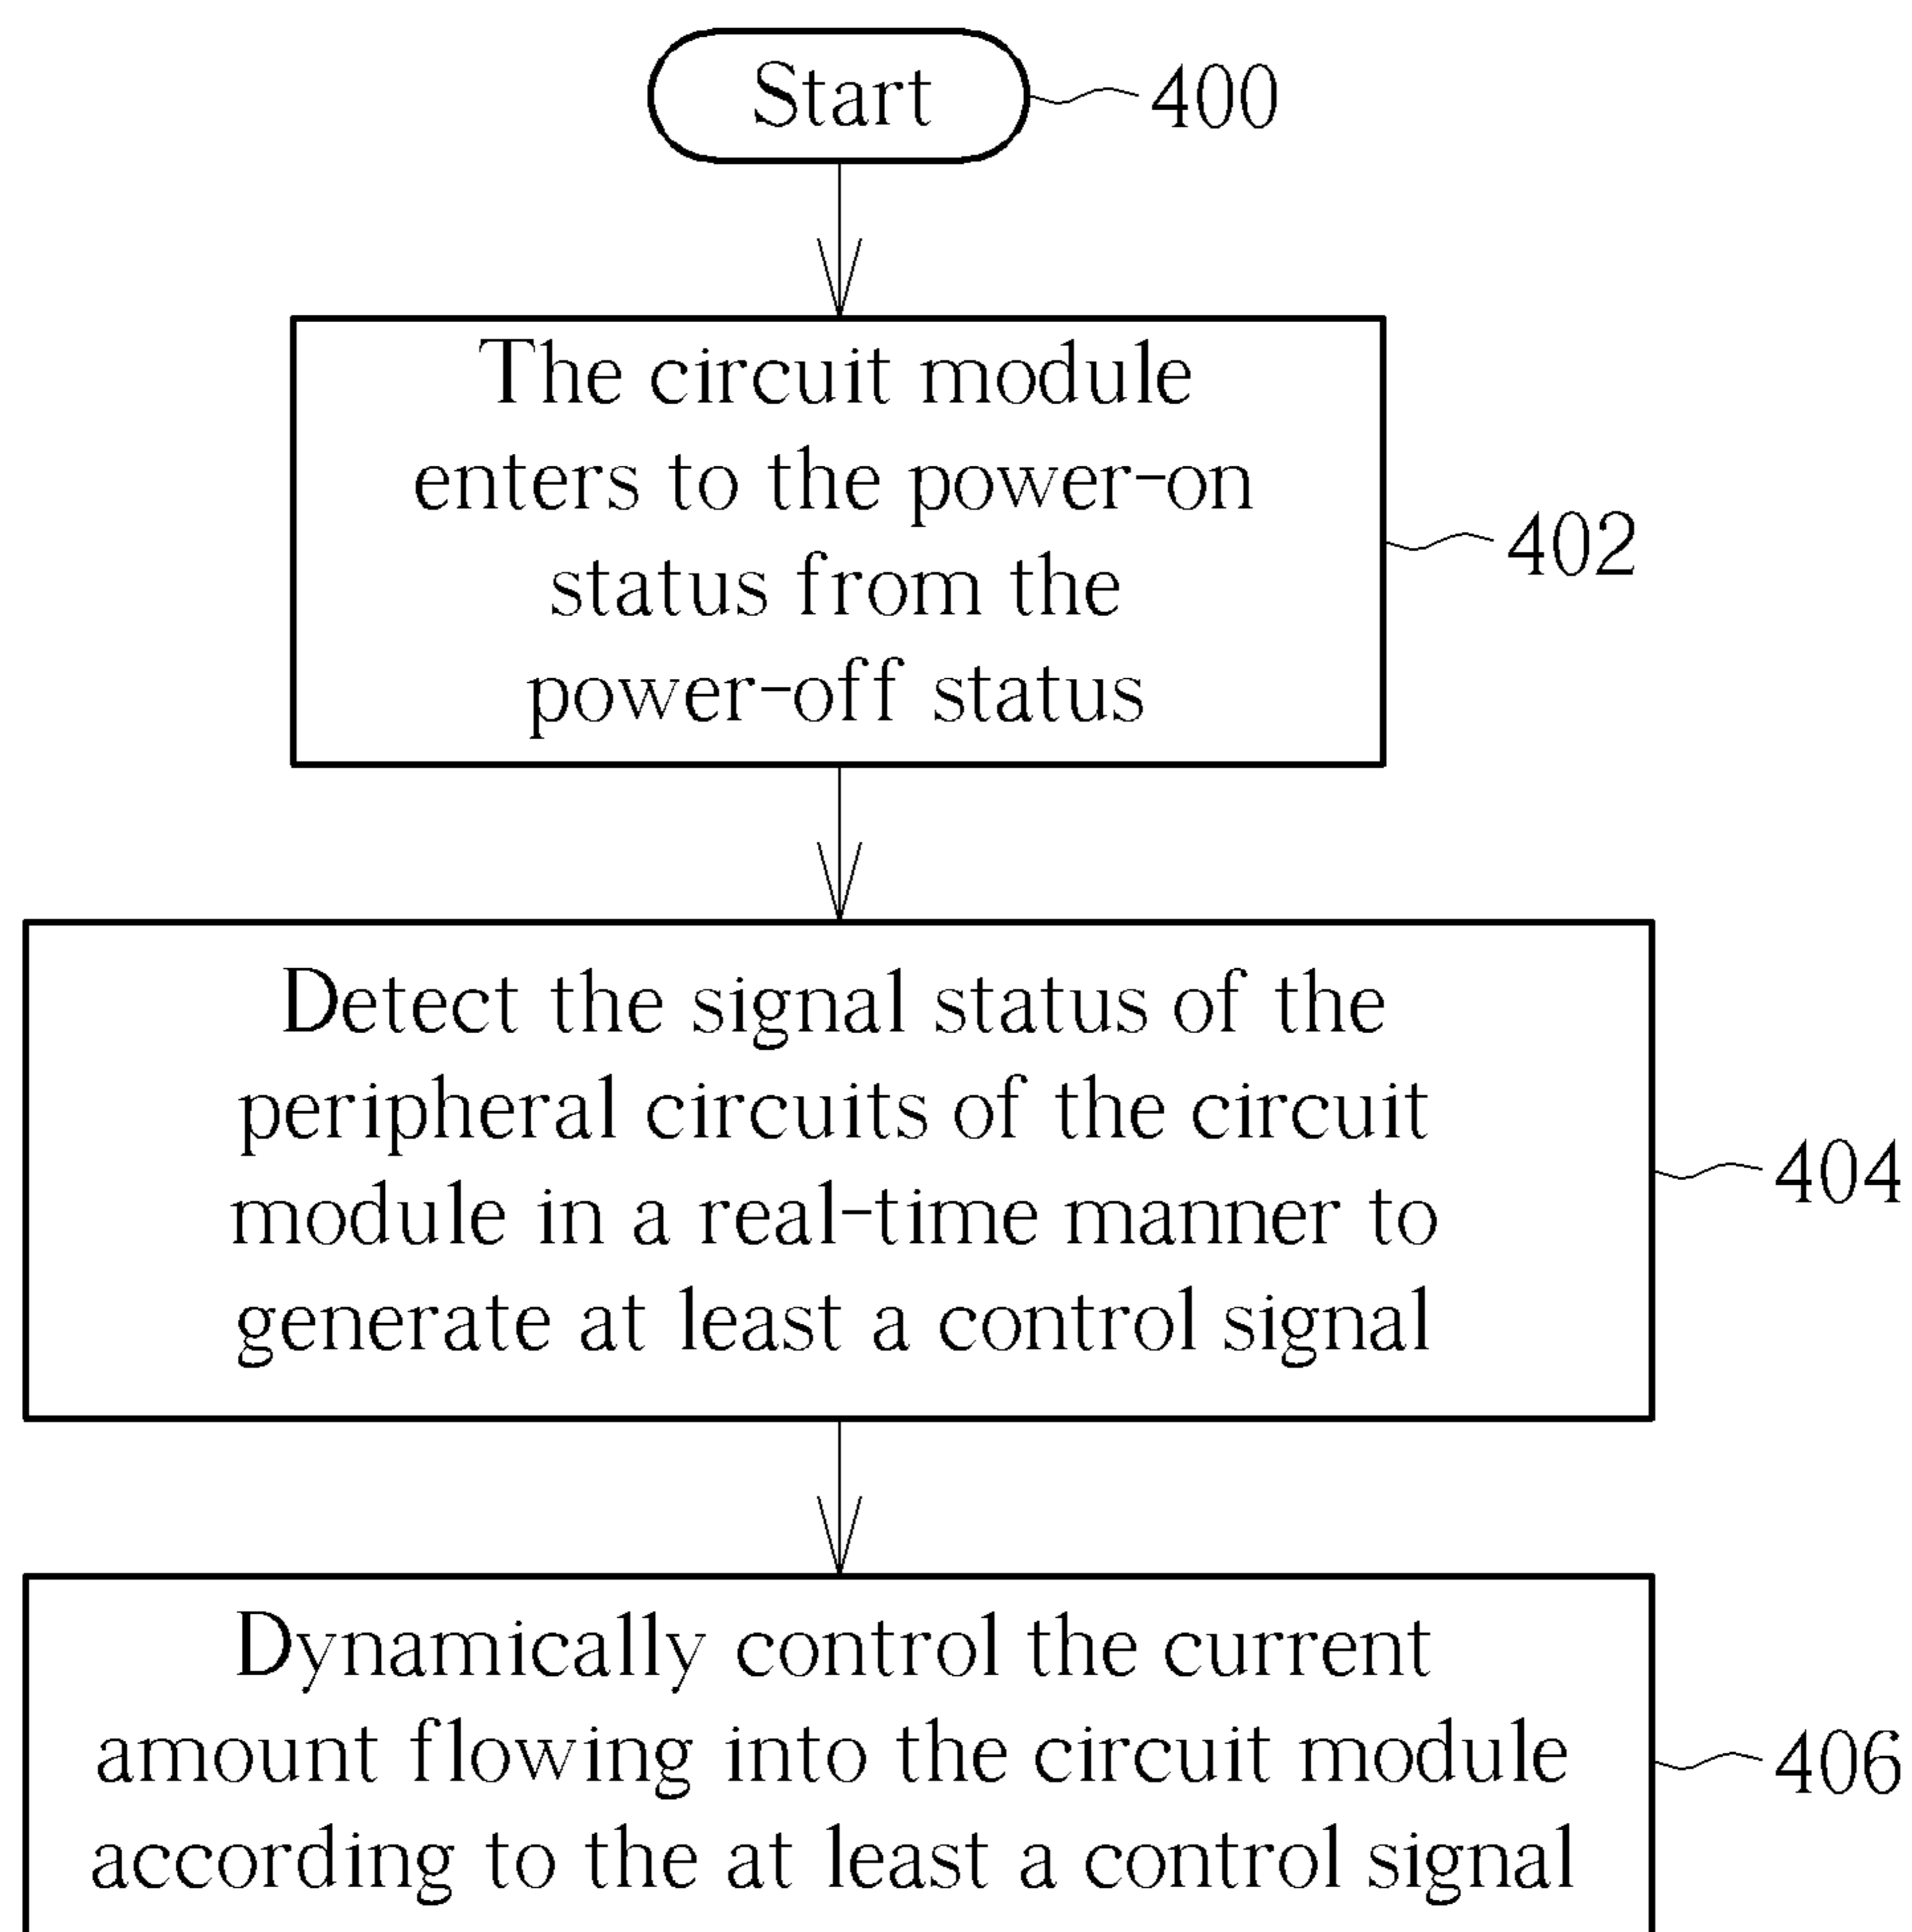 Start
400
The circuit module
enters to the power-on
status from the
power-off status
402
Detect the signal status of the
peripheral circuits of the circuit
module in a real-time manner to
generate at least a control signal
404
Dynamically control the current
amount flowing into the circuit module
according to the at least a control signal
406